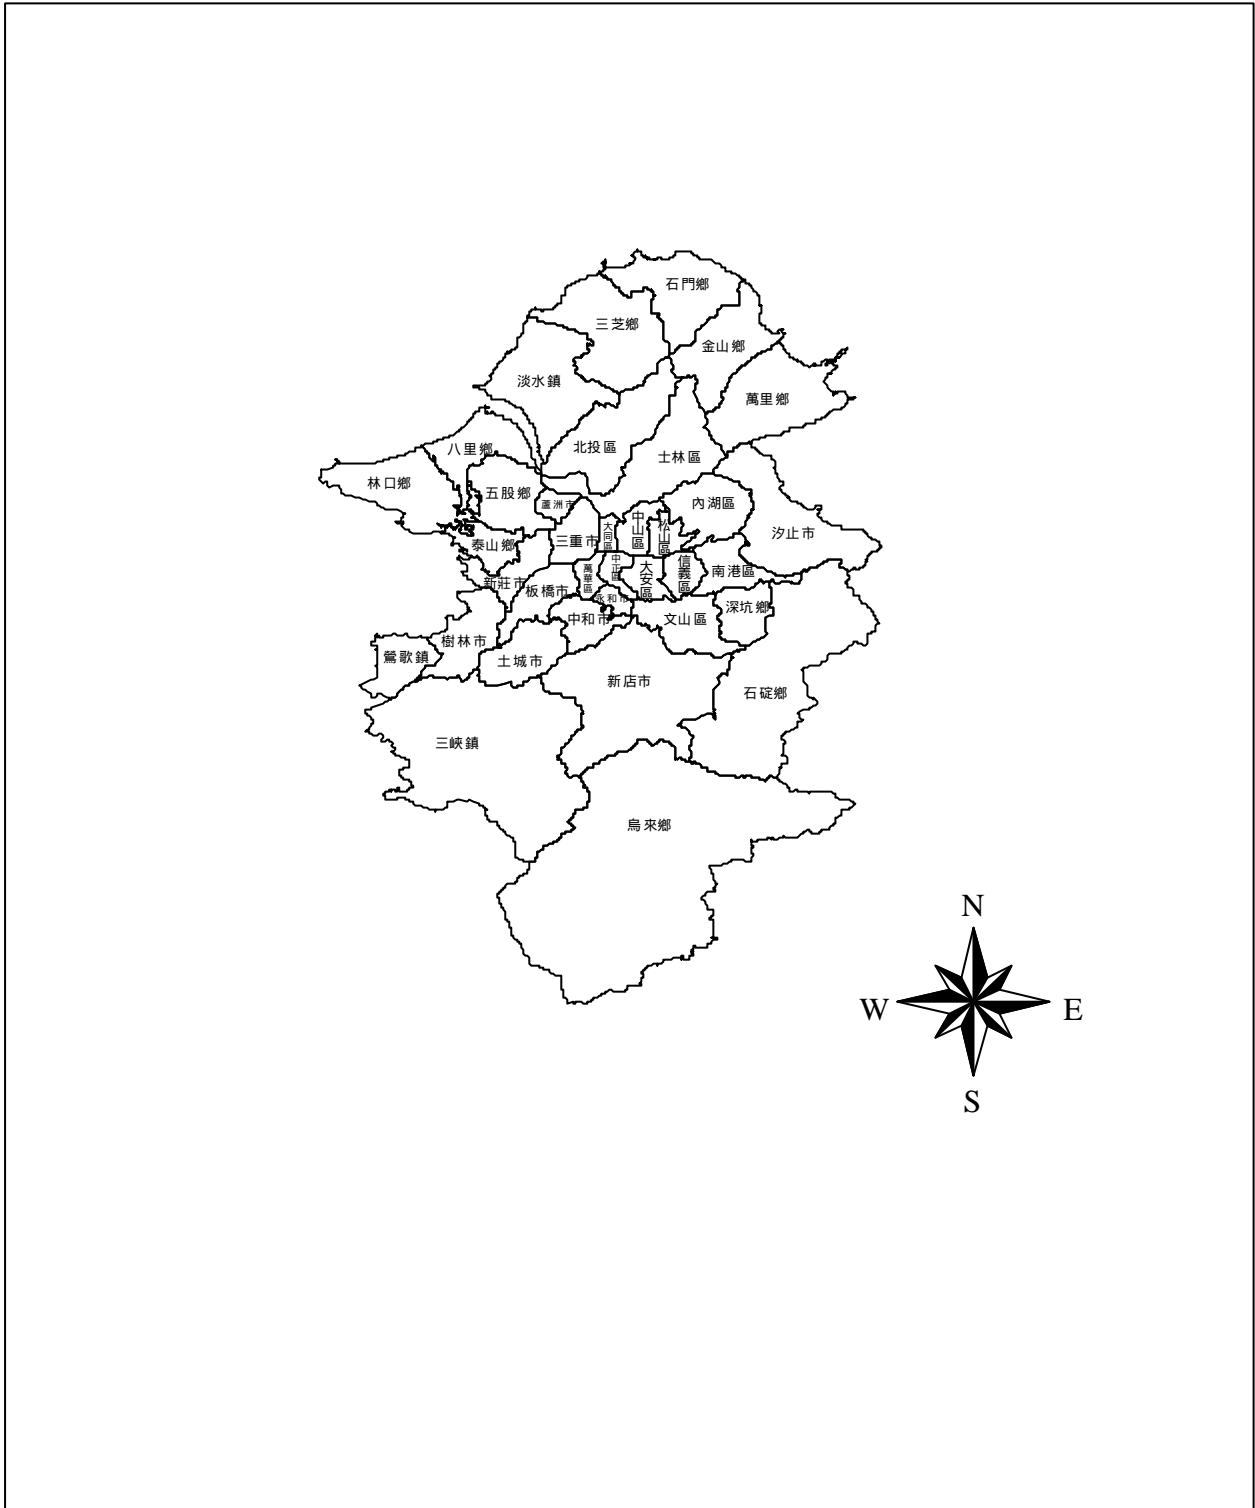 石門鄉
三芝鄉
金山鄉
淡水鎮
萬里鄉
北投區
八里鄉
士林區
林口鄉
五股鄉
蘆洲市
內湖區
中山區
松山區
大同區
汐止市
三重市
泰山鄉
中正區
信義區
大安區
南港區
萬華區
新莊市
板橋市
永和市
深坑鄉
中和市
文山區
樹林市
鶯歌鎮
土城市
新店市
石碇鄉
三峽鎮
烏來鄉
N
W
E
S